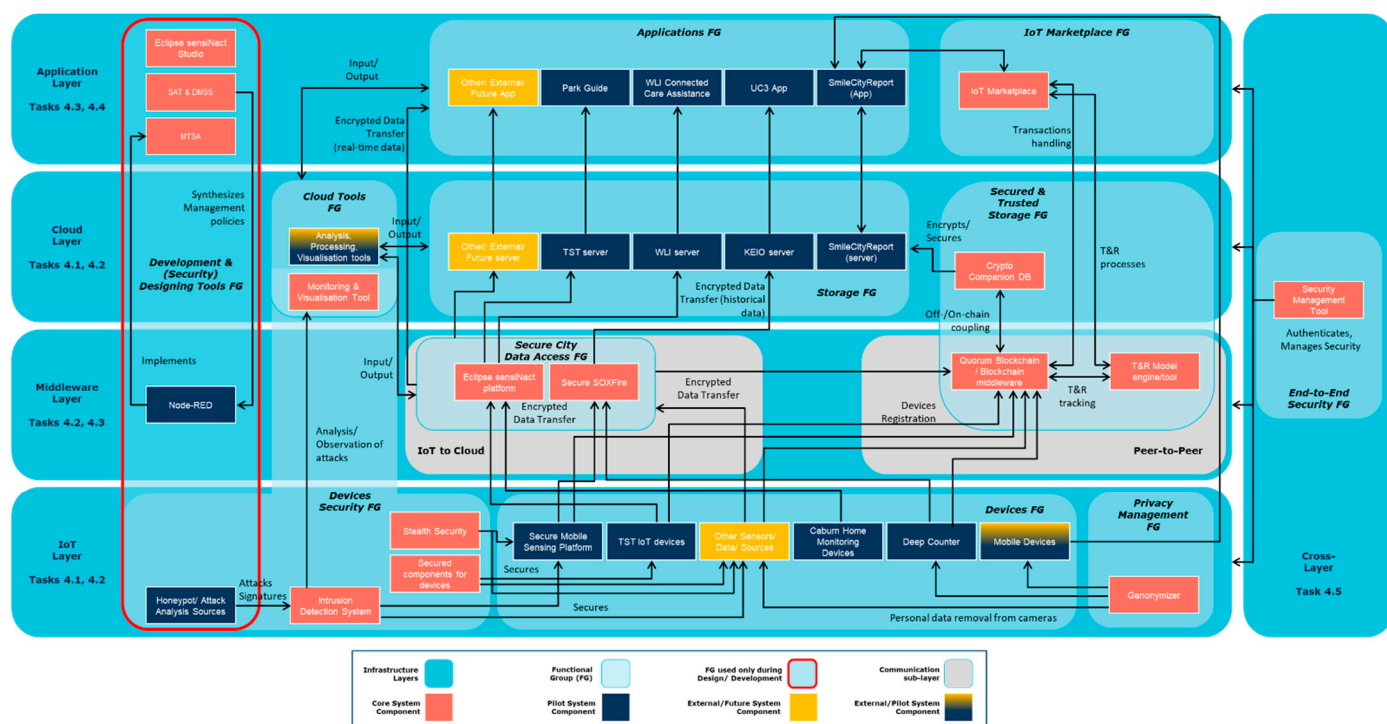 Application
Layer
Tasks 4.3, 4.4
Eclipse sensiNact
Studio
SAT & DMSS
MTSA
Input/
Output
Encrypted Data
Transfer
(real-time data)
Applications FG
Other/ External/
Future App
Park Guide
WLI Connected
Care Assistance
UC3 App
SmileCityReport
(App)
IoT Marketplace FG
IoT Marketplace
Transactions
handling
Cloud
Layer
Tasks 4.1, 4.2
Synthesizes
Management
policies
Development &
(Security)
Designing Tools FG
Cloud Tools
FG
Analysis,
Processing,
Visualisation tools
Monitoring &
Visualisation Tool
Input/
Output
Other/ External/
Future server
TST server
WLI server
KEIO server
SmileCityReport
(server)
Encrypted Data
Transfer (historical
data)
Storage FG
Encrypts/
Secures
Secured &
Trusted
Storage FG
Crypto
Companion DB
T&R
processes
Off-/On-chain
coupling
Security
Management
Tool
Authenticates,
Manages Security
End-to-End
Security FG
Middleware
Layer
Tasks 4.2, 4.3
Implements
Node-RED
Input/
Output
Analysis/
Observation of
attacks
Secure City
Data Access FG
Eclipse sensiNact
platform
Secure SOXFire
Encrypted
Data Transfer
IoT to Cloud
Encrypted
Data Transfer
Quorum Blockchain
/ Blockchain
middleware
T&R Model
engine/tool
T&R
tracking
Devices
Registration
Peer-to-Peer
IoT
Layer
Tasks 4.1, 4.2
Honeypot/ Attack
Analysis Sources
Attacks
Signatures
Devices
Security FG
Stealth Security
Secured
components for
devices
Intrusion
Detection System
Secures
Secures
Devices FG
Secure Mobile
Sensing Platform
TST IoT devices
Other Sensors/
Data/ Sources
Caburn Home
Monitoring
Devices
Deep Counter
Mobile Devices
Personal data removal from cameras
Privacy
Management
FG
Ganonymizer
Cross-
Layer
Task 4.5
Infrastructure
Layers
Functional
Group (FG)
FG used only during
Design/ Development
Communication
sub-layer
Core System
Component
Pilot System
Component
External/Future System
Component
External/Pilot System
Component